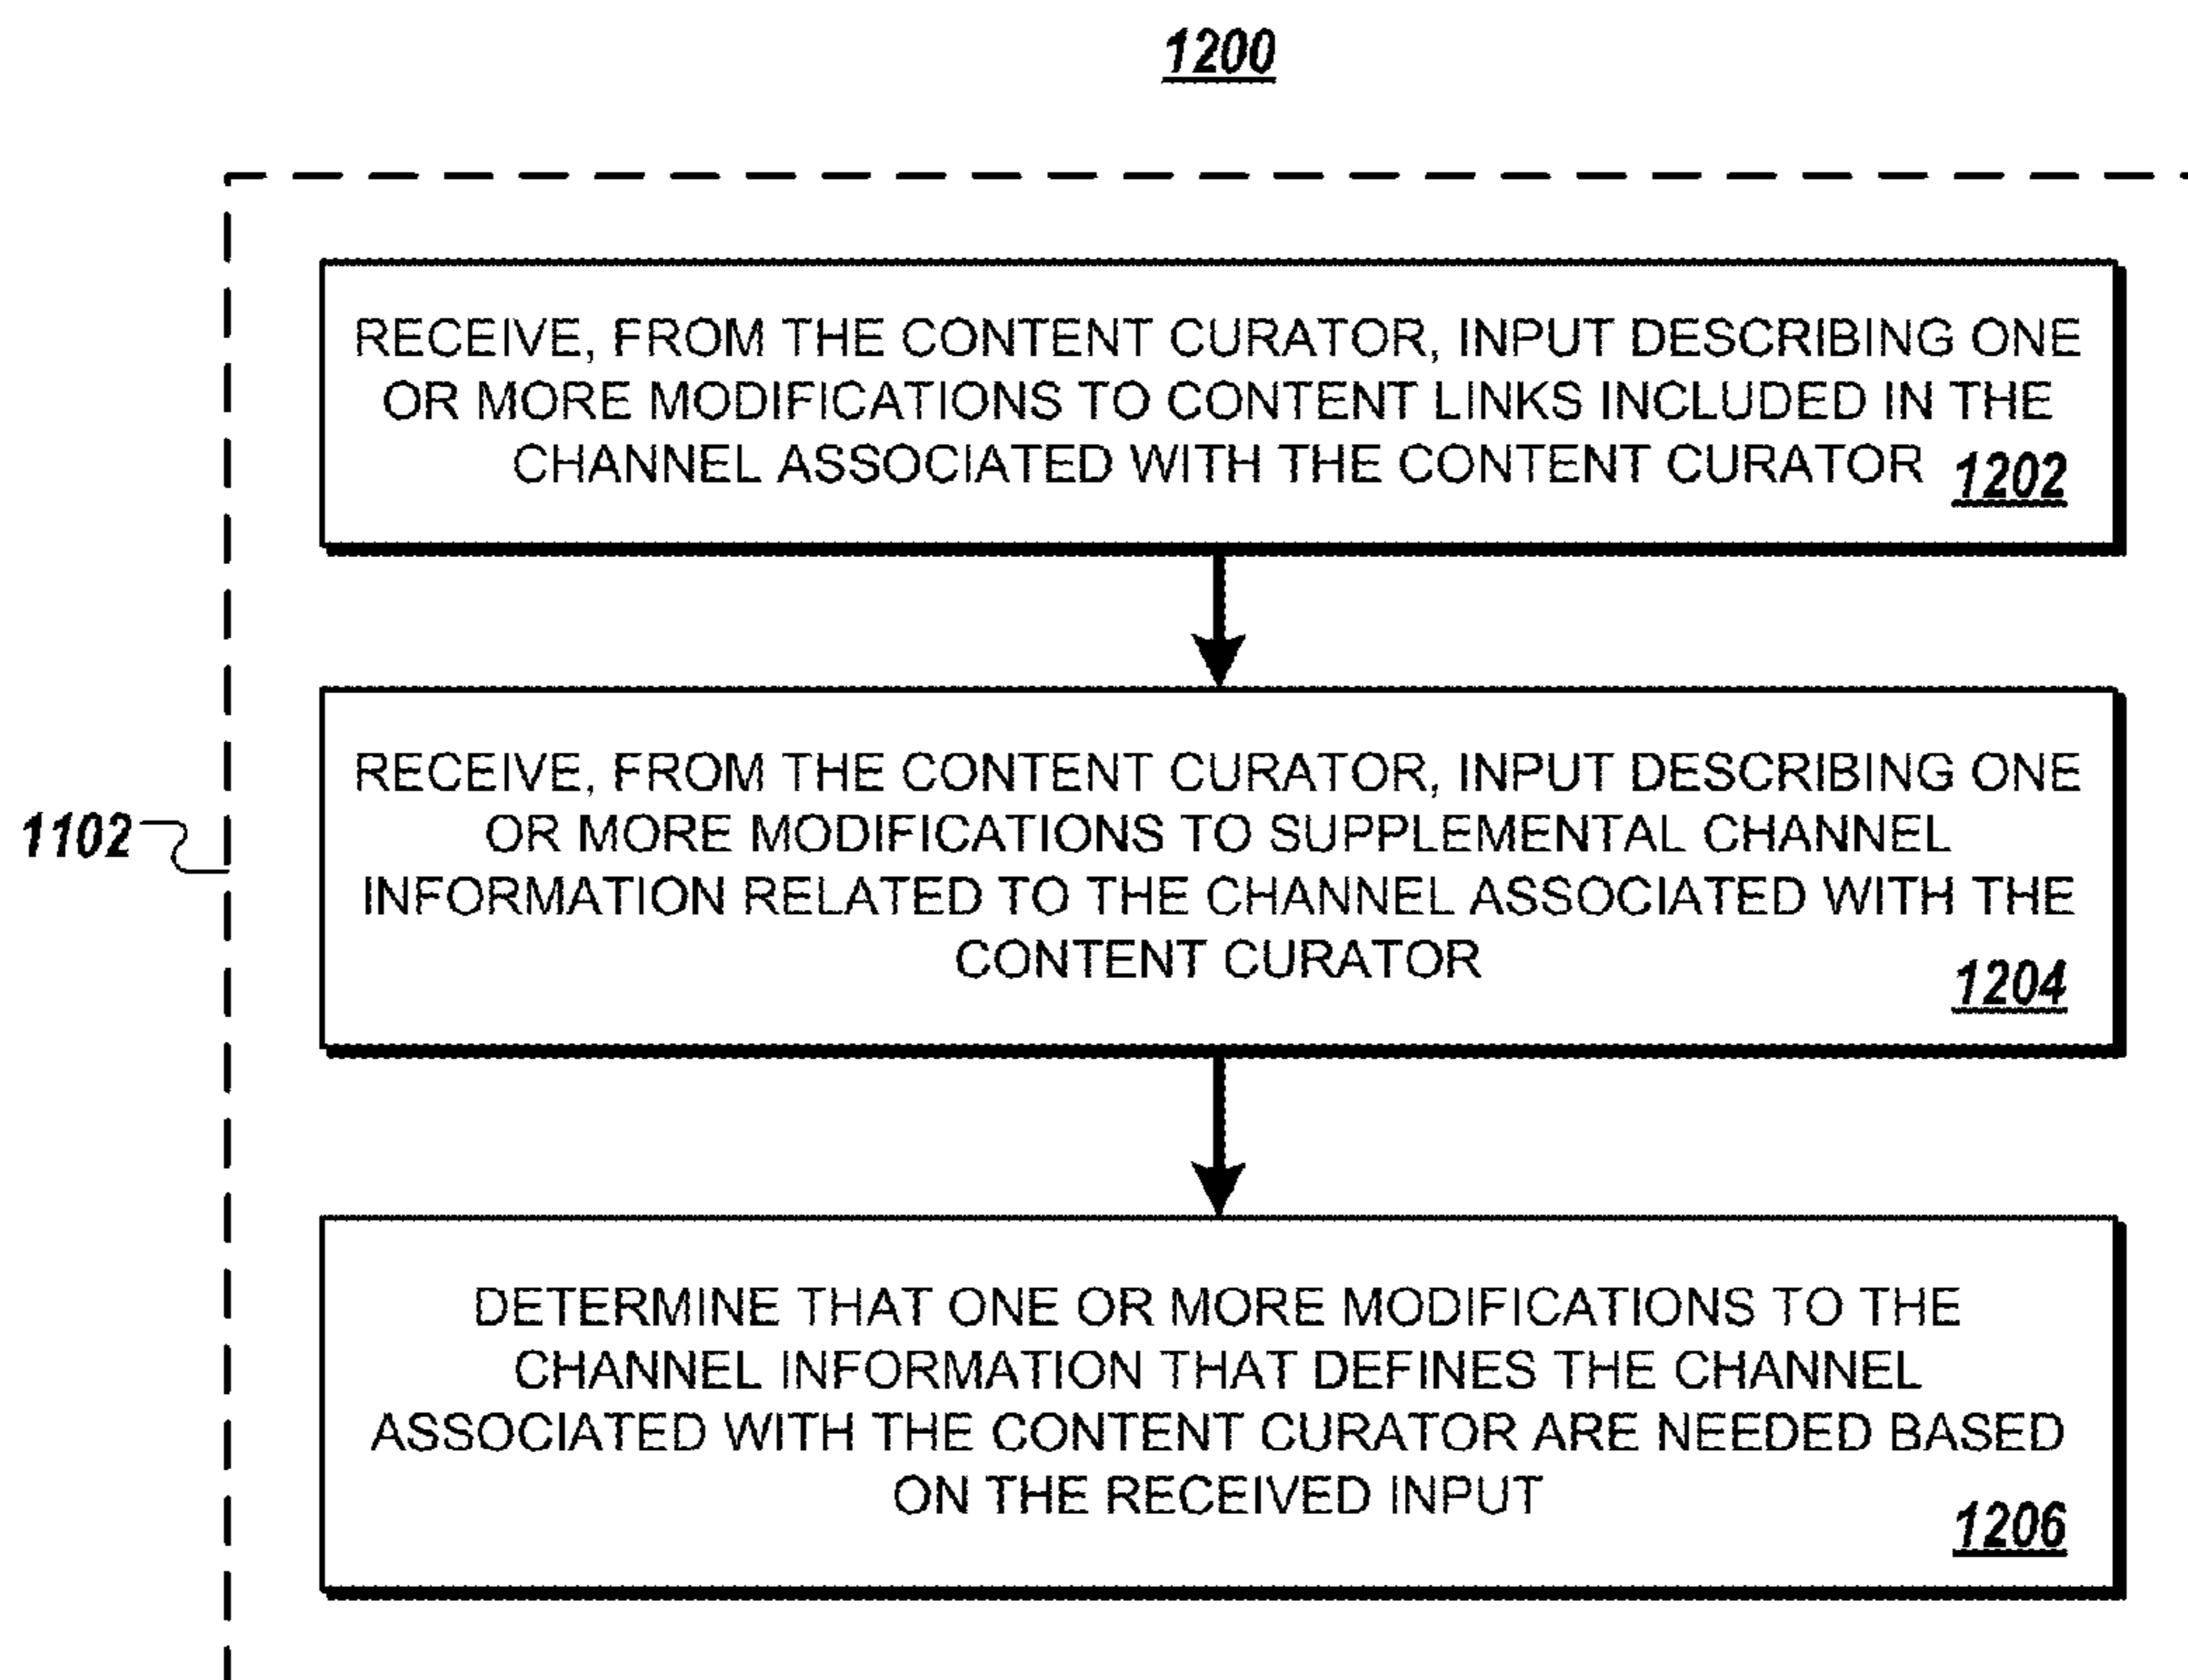 1200
RECEIVE, FROM THE CONTENT CURATOR, INPUT DESCRIBING ONE
OR MORE MODIFICATIONS TO CONTENT LINKS INCLUDED IN THE
CHANNEL ASSOCIATED WITH THE CONTENT CURATOR 1202
RECEIVE, FROM THE CONTENT CURATOR, INPUT DESCRIBING ONE
OR MORE MODIFICATIONS TO SUPPLEMENTAL CHANNEL
INFORMATION RELATED TO THE CHANNEL ASSOCIATED WITH THE
CONTENT CURATOR
1204
1102
DETERMINE THAT ONE OR MORE MODIFICATIONS TO THE
CHANNEL INFORMATION THAT DEFINES THE CHANNEL
ASSOCIATED WITH THE CONTENT CURATOR ARE NEEDED BASED
ON THE RECEIVED INPUT
1206